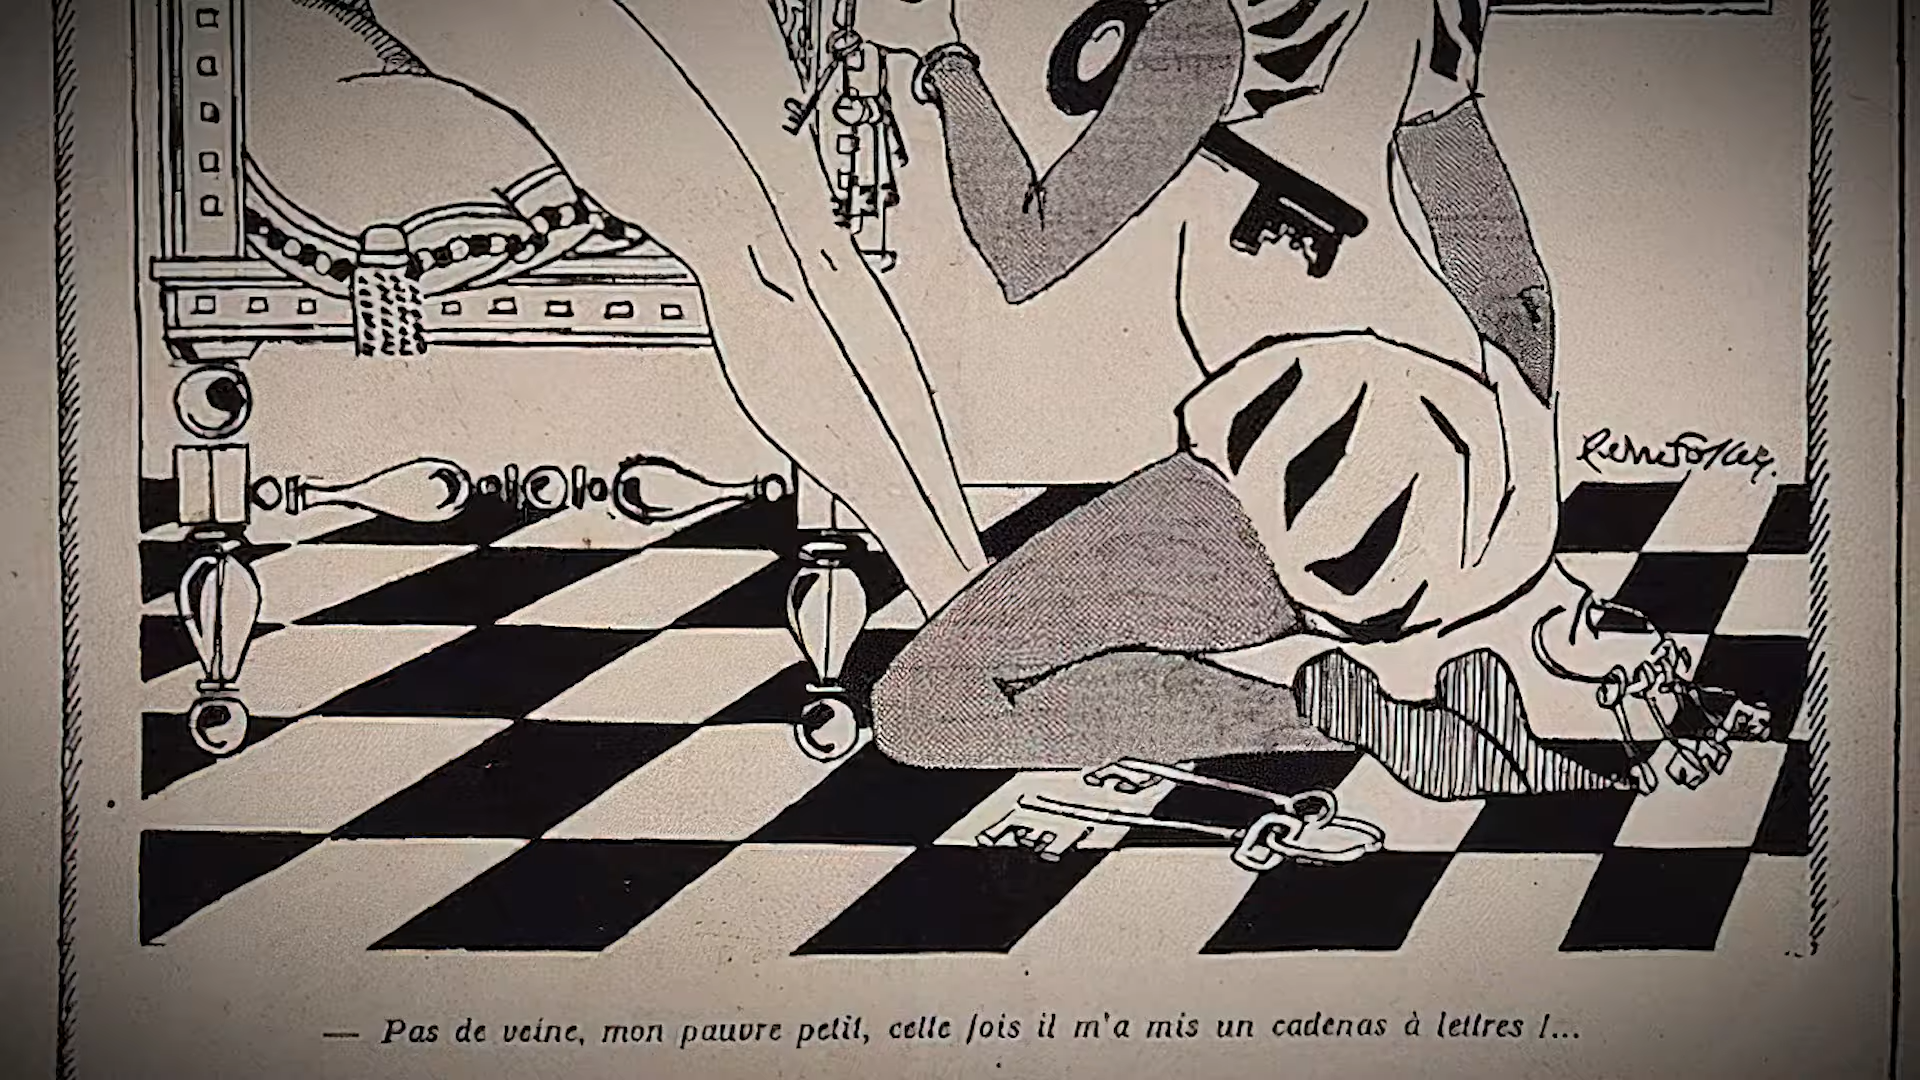 — Pas de veine, mon pauvre petit, cette fois il m'a mis un cadenas à lettres !...